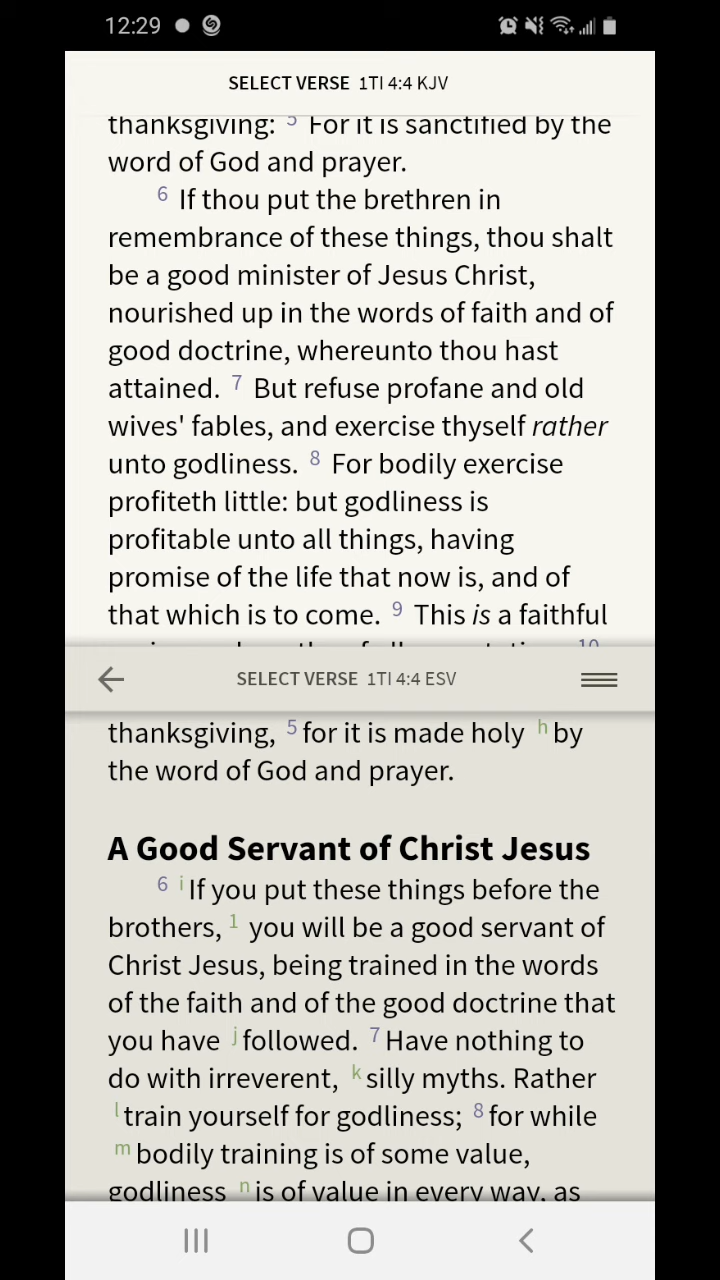 12:29
SELECT VERSE 1TI 4:4 KJV
thanksgiving: 5 For it is sanctified by the
word of God and prayer.
6 If thou put the brethren in
remembrance of these things, thou shalt
be a good minister of Jesus Christ,
nourished up in the words of faith and of
good doctrine, whereunto thou hast
attained. 7 But refuse profane and old
wives' fables, and exercise thyself rather
unto godliness. 8 For bodily exercise
profiteth little: but godliness is
profitable unto all things, having
promise of the life that now is, and of
that which is to come. 9 This is a faithful
10
SELECT VERSE 1TI 4:4 ESV
thanksgiving, 5 for it is made holy h by
the word of God and prayer.
A Good Servant of Christ Jesus
6 i If you put these things before the
brothers, 1 you will be a good servant of
Christ Jesus, being trained in the words
of the faith and of the good doctrine that
you have j followed. 7 Have nothing to
do with irreverent, k silly myths. Rather
l train yourself for godliness; 8 for while
m bodily training is of some value,
godliness n is of value in every way, as